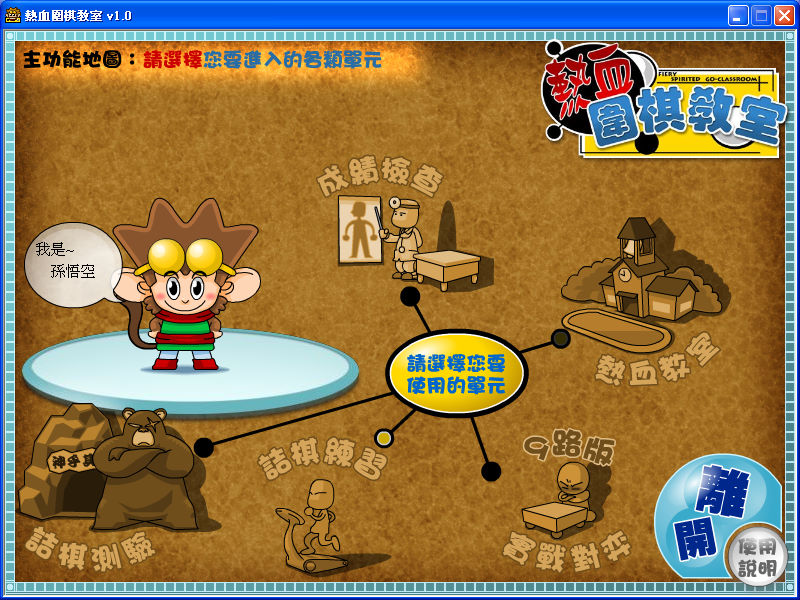 熱血圍棋教室 v1.0
主功能地圖：請選擇您要進入的各類單元
FIERY
SPIRITED GO-CLASSROOM
熱血
圍棋教室
成績檢查
我是~
孫悟空
熱血教室
請選擇您要
使用的單元
9路版
詰棋練習
詰棋測驗
實戰對弈
離
開
使用
說明